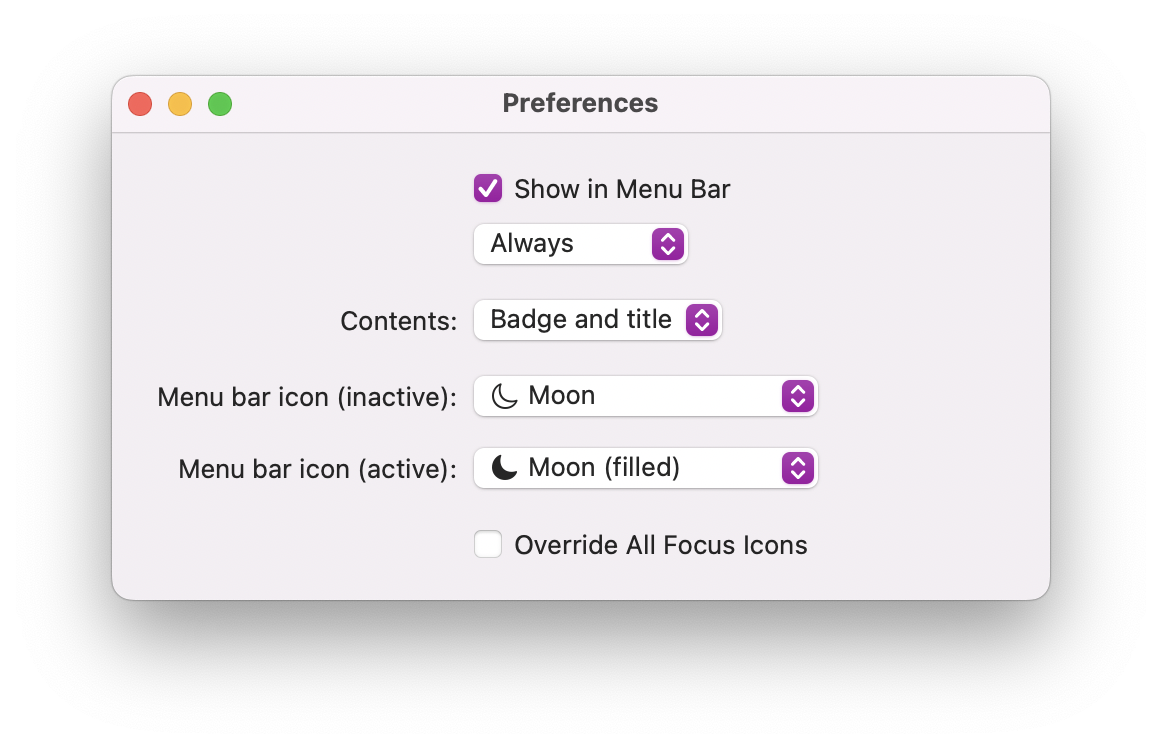 Preferences
Show in Menu Bar
Always
Contents: Badge and title
Menu bar icon (inactive): Moon
Menu bar icon (active): Moon (filled)
Override All Focus Icons